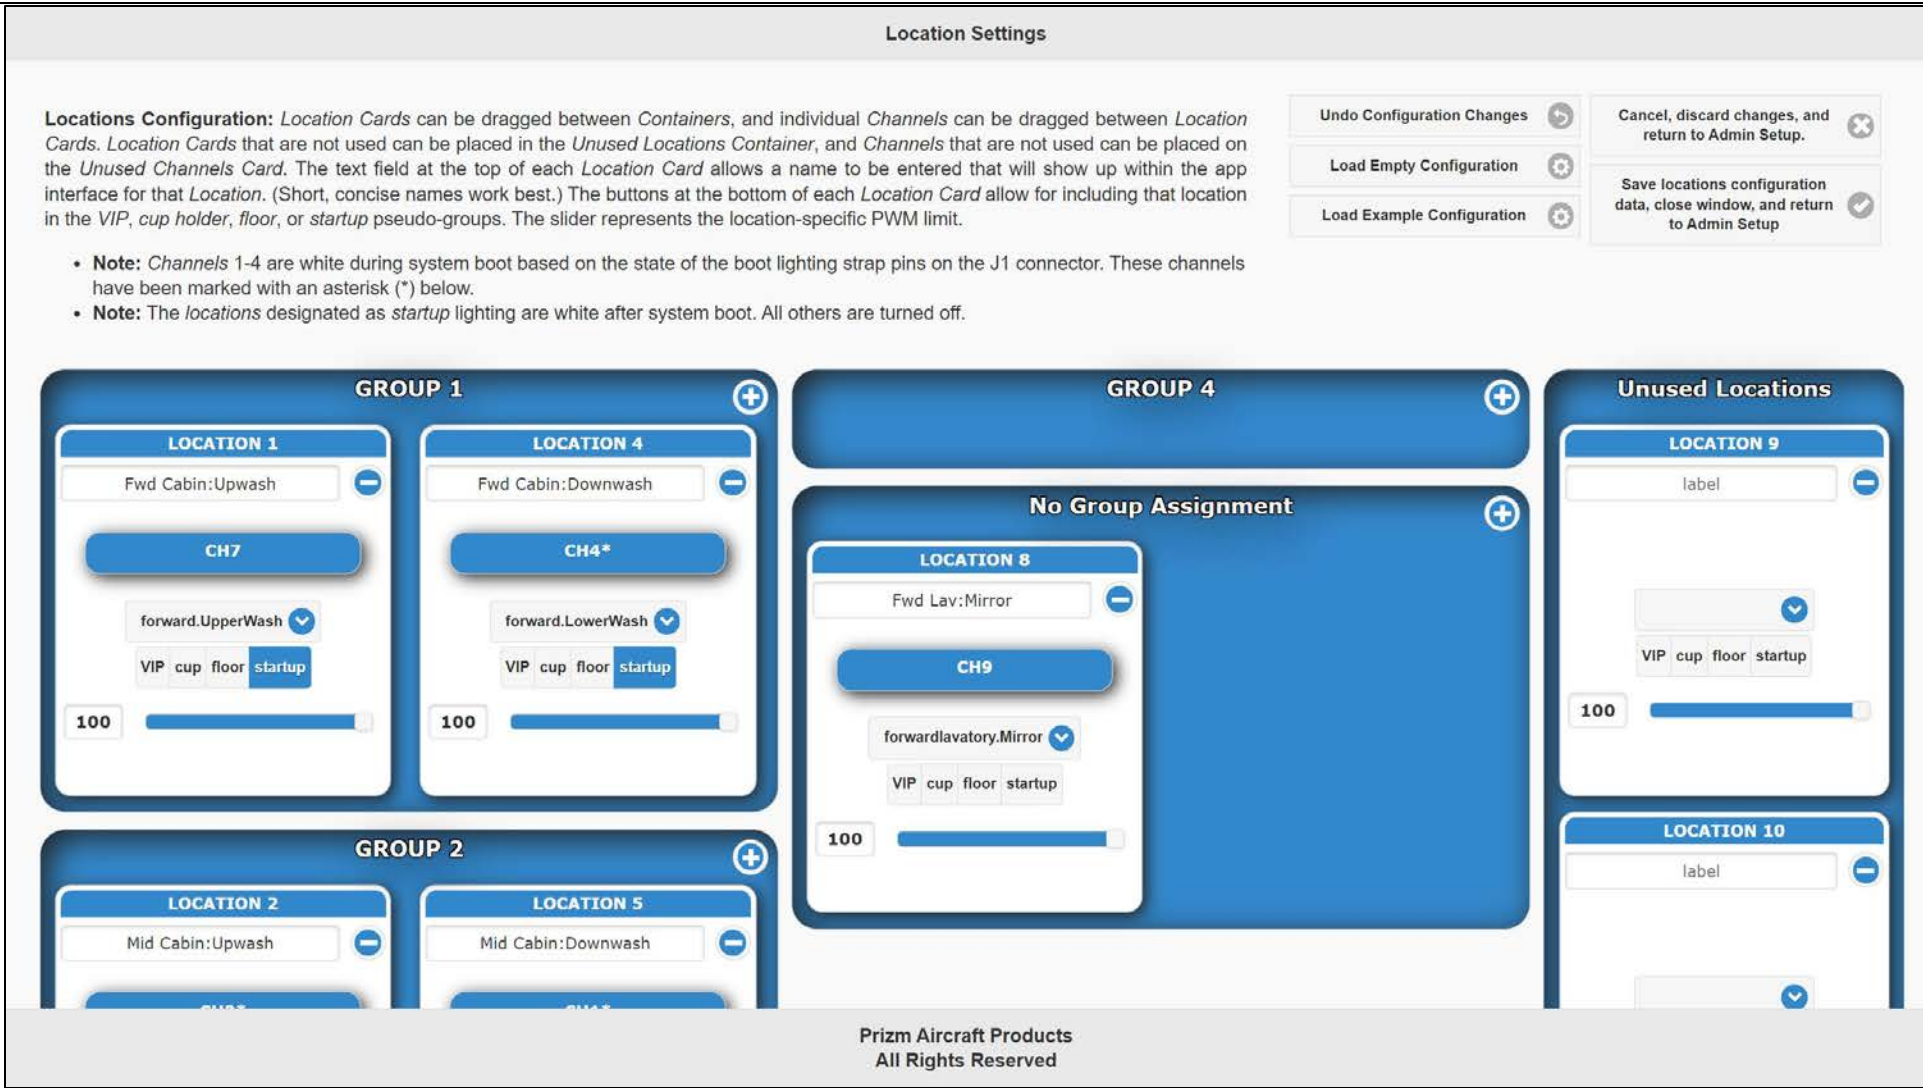 Location Settings
Locations Configuration: Location Cards can be dragged between Containers, and individual Channels can be dragged between Location
Cards. Location Cards that are not used can be placed in the Unused Locations Container, and Channels that are not used can be placed on
the Unused Channels Card. The text field at the top of each Location Card allows a name to be entered that will show up within the app
interface for that Location. (Short, concise names work best.) The buttons at the bottom of each Location Card allow for including that location
in the VIP, cup holder, floor, or startup pseudo-groups. The slider represents the location-specific PWM limit.
• Note: Channels 1-4 are white during system boot based on the state of the boot lighting strap pins on the J1 connector. These channels
have been marked with an asterisk (*) below.
• Note: The locations designated as startup lighting are white after system boot. All others are turned off.
Undo Configuration Changes
Load Empty Configuration
Load Example Configuration
Cancel, discard changes, and
return to Admin Setup.
Save locations configuration
data, close window, and return
to Admin Setup
GROUP 1
LOCATION 1
Fwd Cabin:Upwash
CH7
forward.UpperWash
VIP cup floor startup
100
LOCATION 4
Fwd Cabin:Downwash
CH4*
forward.LowerWash
VIP cup floor startup
100
GROUP 2
LOCATION 2
Mid Cabin:Upwash
LOCATION 5
Mid Cabin:Downwash
GROUP 4
No Group Assignment
LOCATION 8
Fwd Lav:Mirror
CH9
forwardlavatory.Mirror
VIP cup floor startup
100
Unused Locations
LOCATION 9
label
VIP cup floor startup
100
LOCATION 10
label
Prizm Aircraft Products
All Rights Reserved